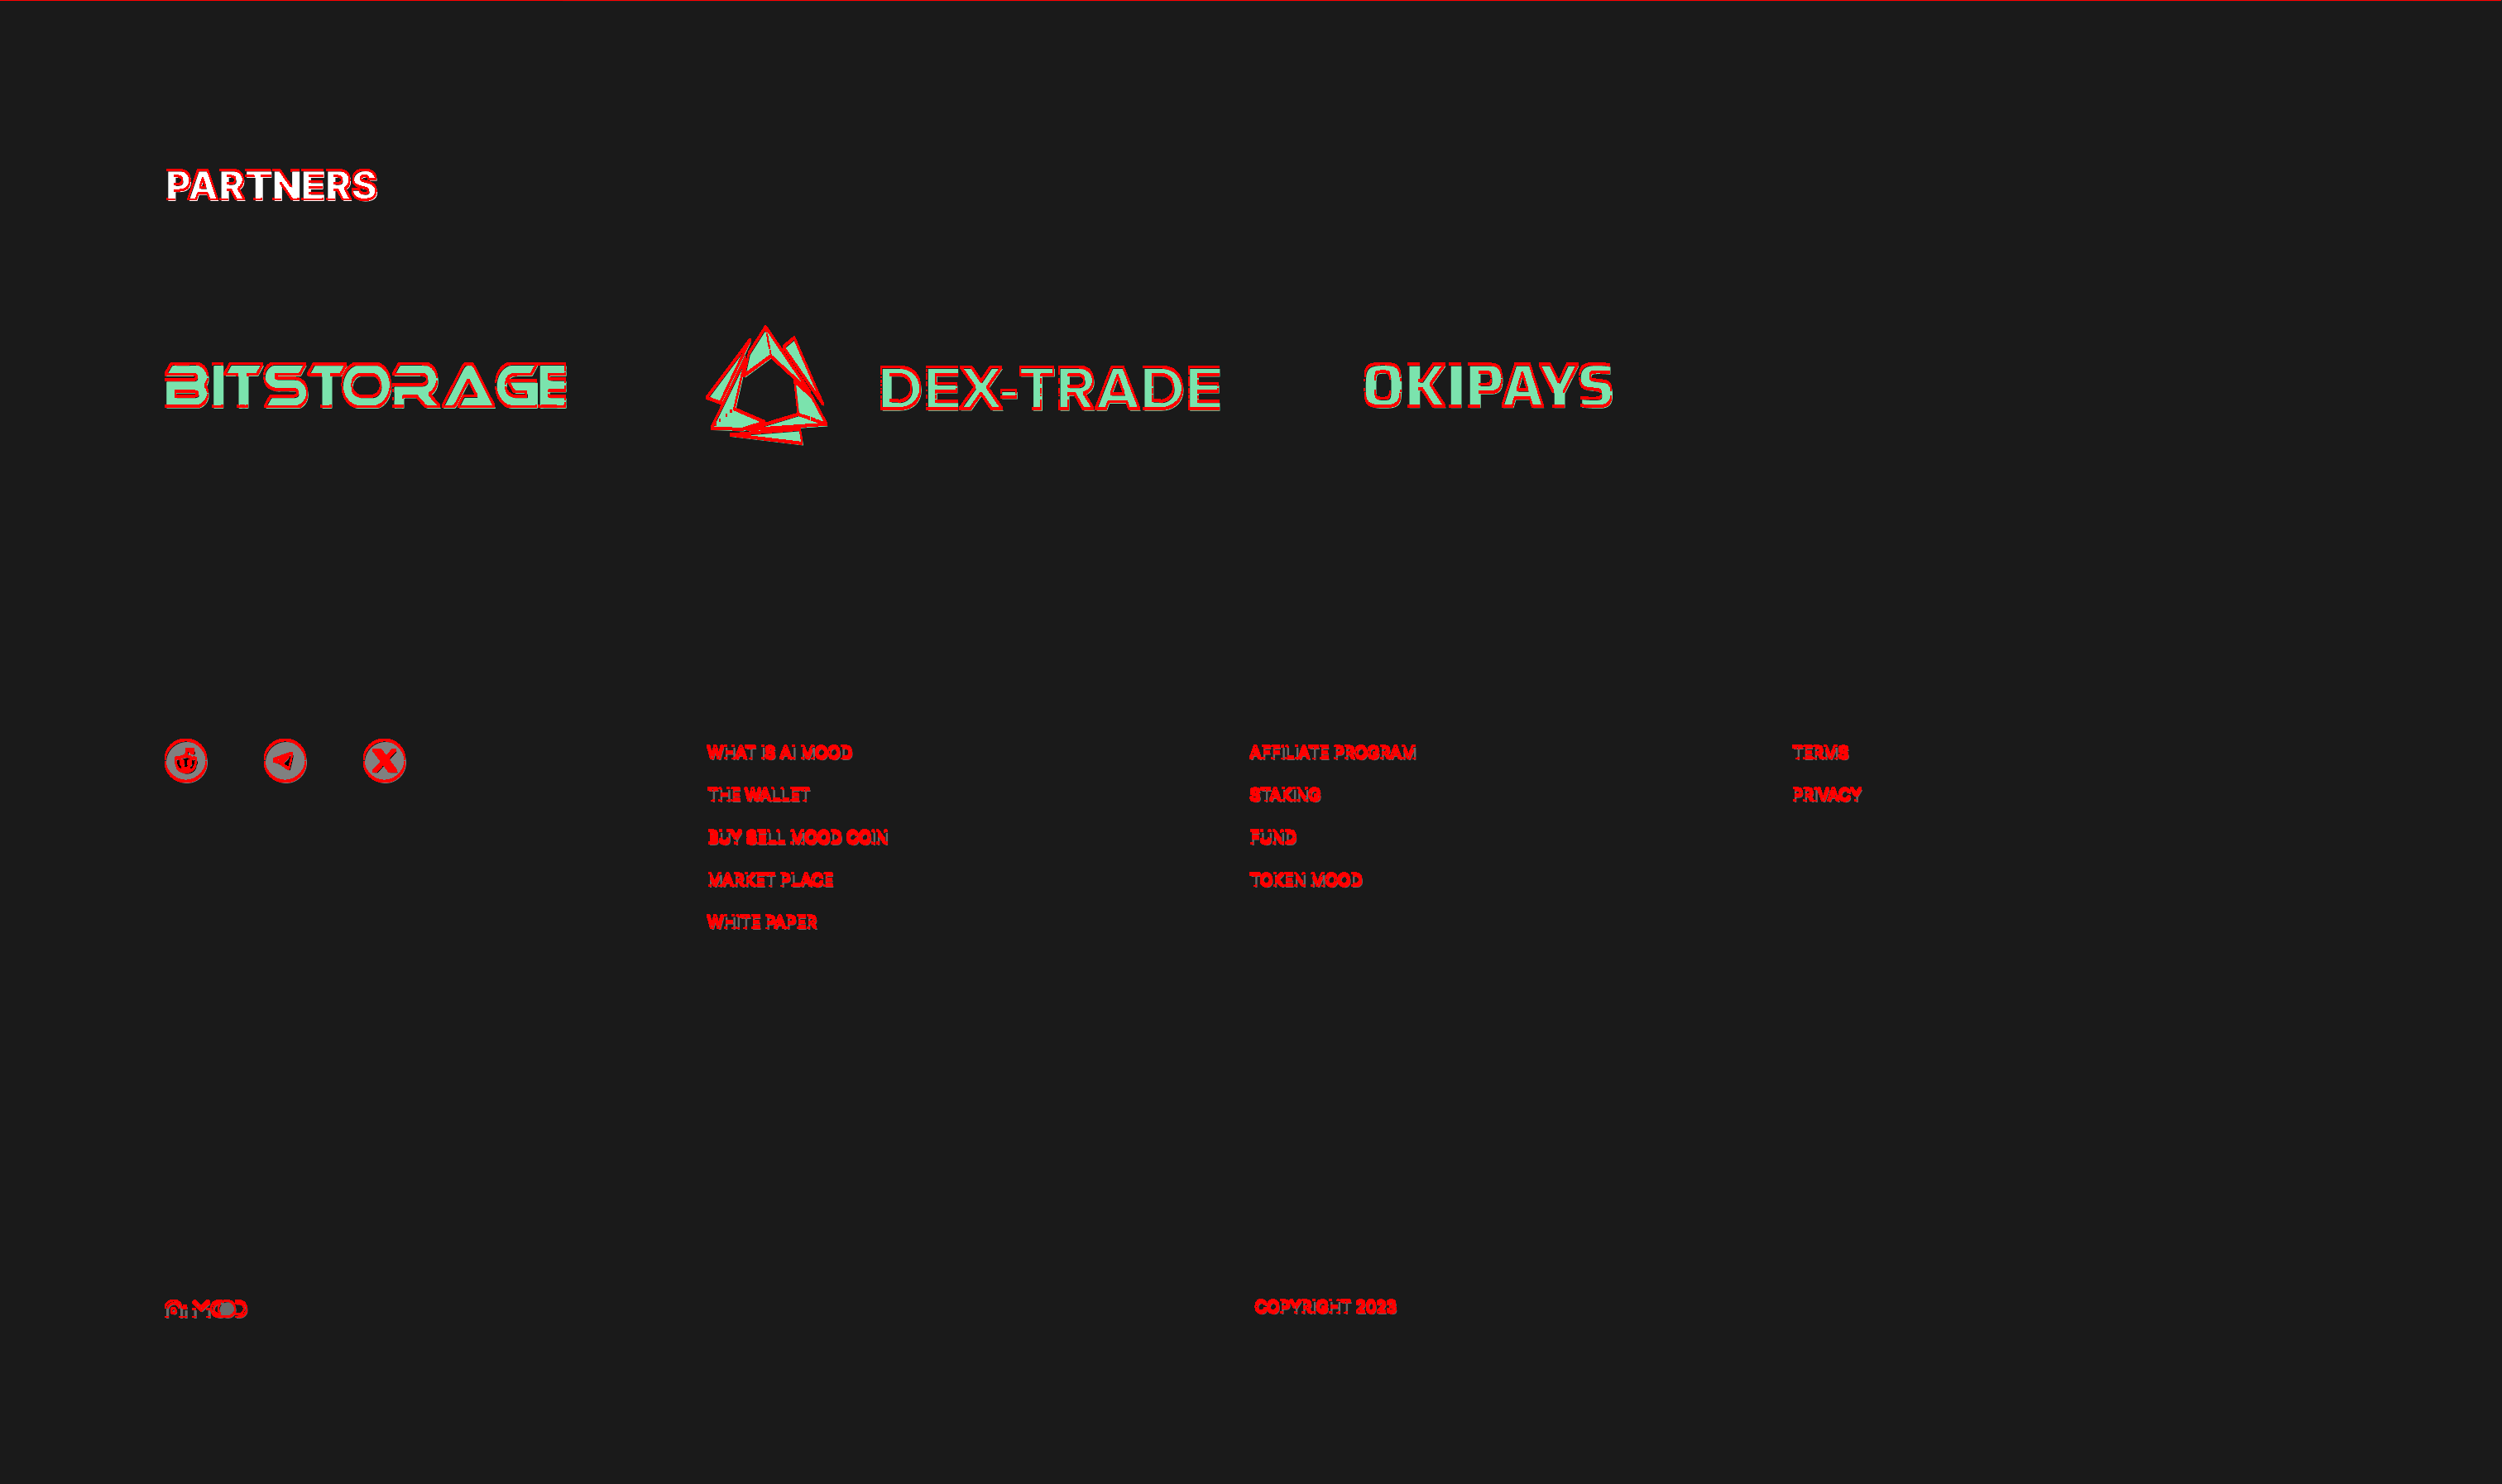 PARTNERS
BITSTORAGE
DEX-TRADE
OKIPAYS
WHAT IS AI MOOD
THE WALLET
BUY SELL MOOD COIN
MARKET PLACE
WHITE PAPER
AFFILIATE PROGRAM
STAKING
FUND
TOKEN MOOD
TERMS
PRIVACY
MOOD
COPYRIGHT 2023